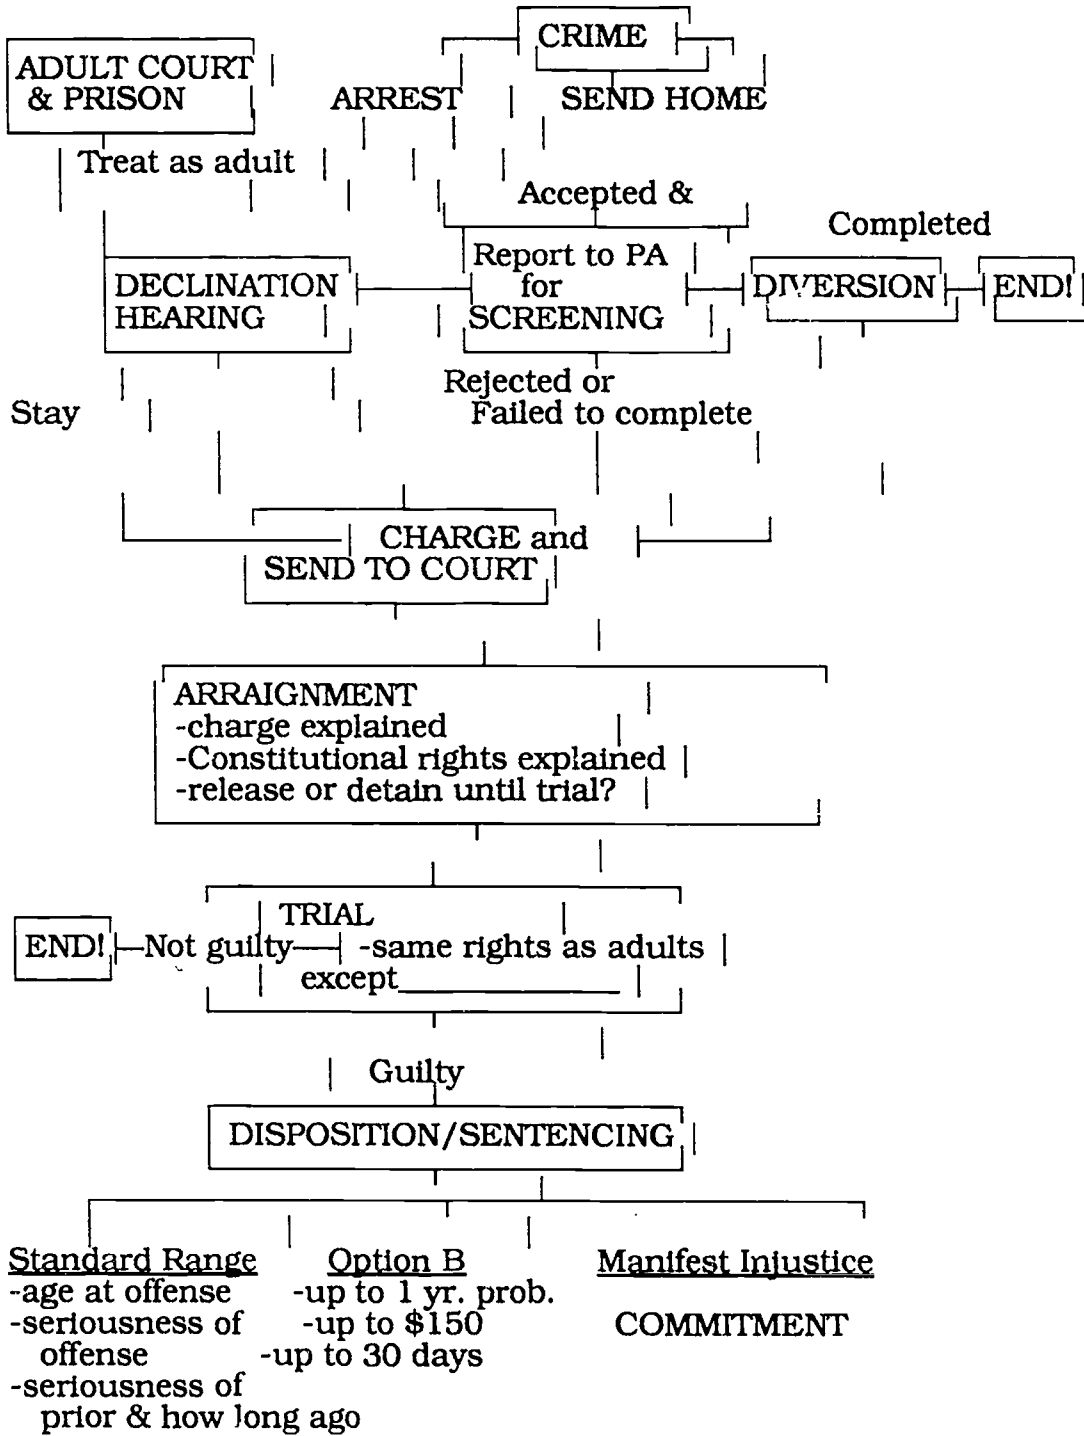 CRIME
ADULT COURT
& PRISON
ARREST
SEND HOME
Treat as adult
Accepted &
Completed
DECLINATION
HEARING
Report to PA
for
SCREENING
DIVERSION
END!
Stay
Rejected or
Failed to complete
CHARGE and
SEND TO COURT
ARRAIGNMENT
-charge explained
-Constitutional rights explained
-release or detain until trial?
TRIAL
END!
Not guilty
-same rights as adults
except______________
Guilty
DISPOSITION/SENTENCING
Standard Range
-age at offense
-seriousness of
offense
-seriousness of
prior & how long ago
Option B
-up to 1 yr. prob.
-up to $150
-up to 30 days
Manifest Injustice
COMMITMENT